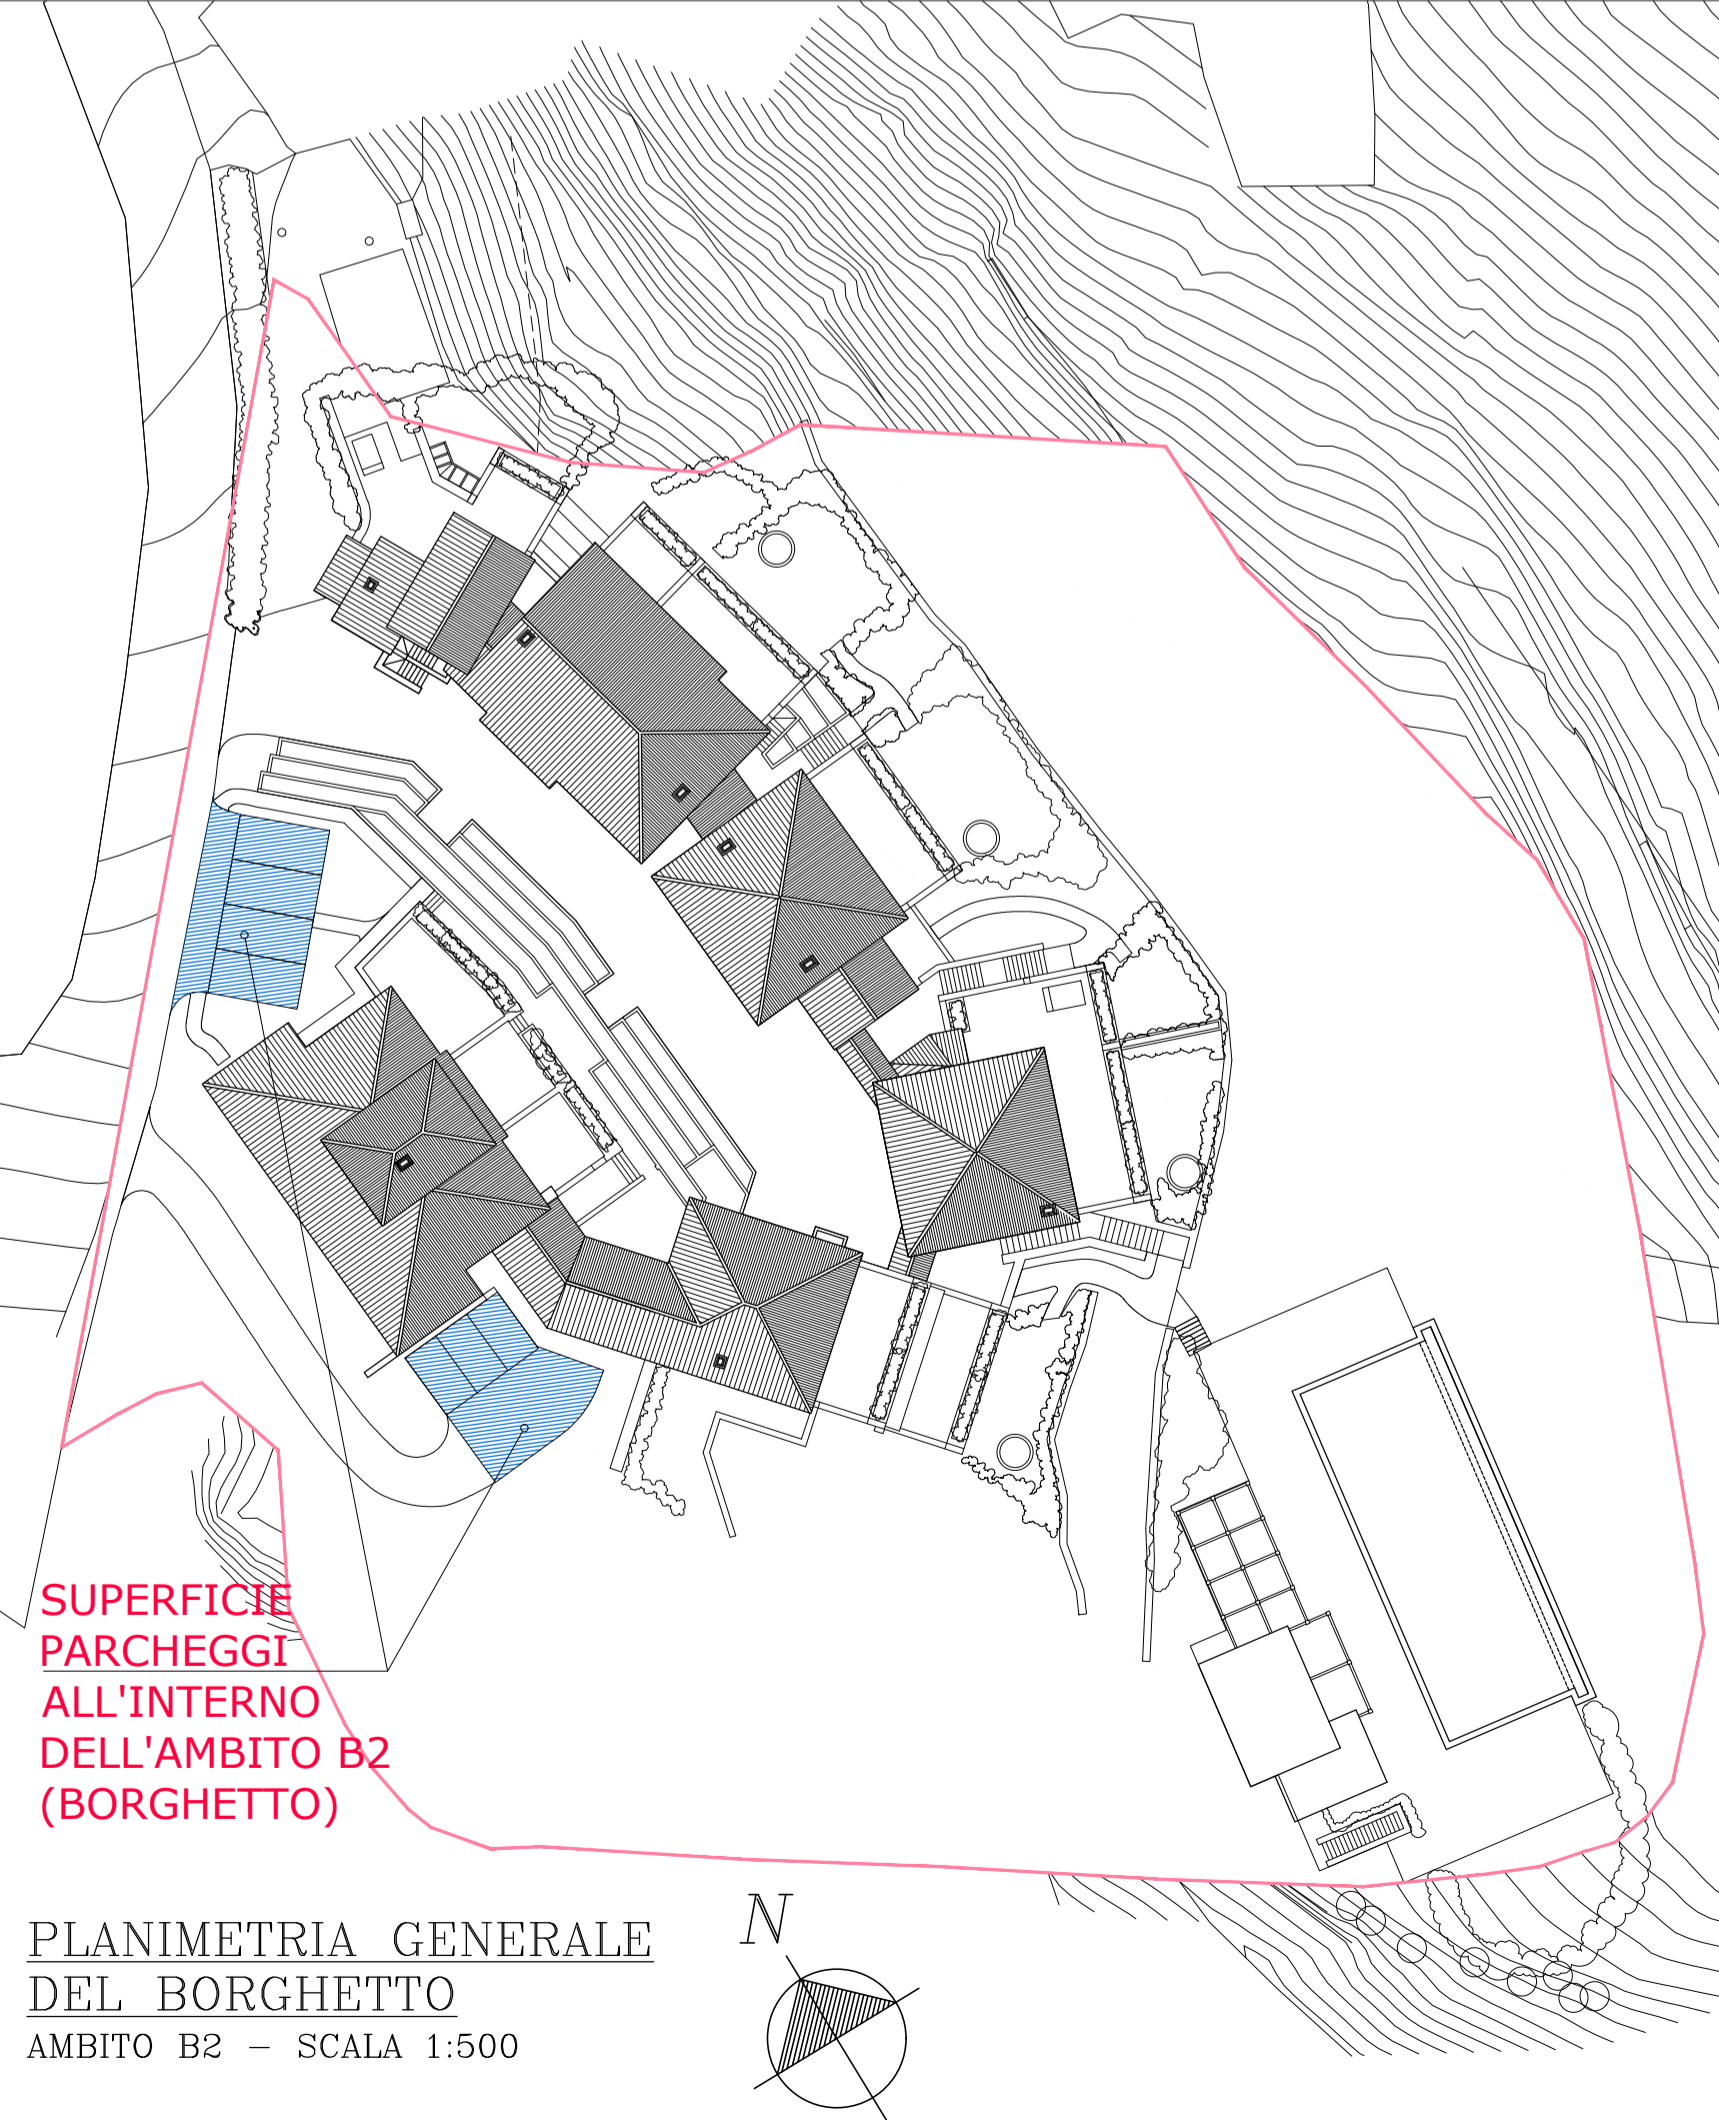 SUPERFICIE
PARCHEGGI
ALL'INTERNO
DELL'AMBITO B2
(BORGHETTO)
PLANIMETRIA GENERALE
DEL BORGHETTO
AMBITO B2 – SCALA 1:500
N